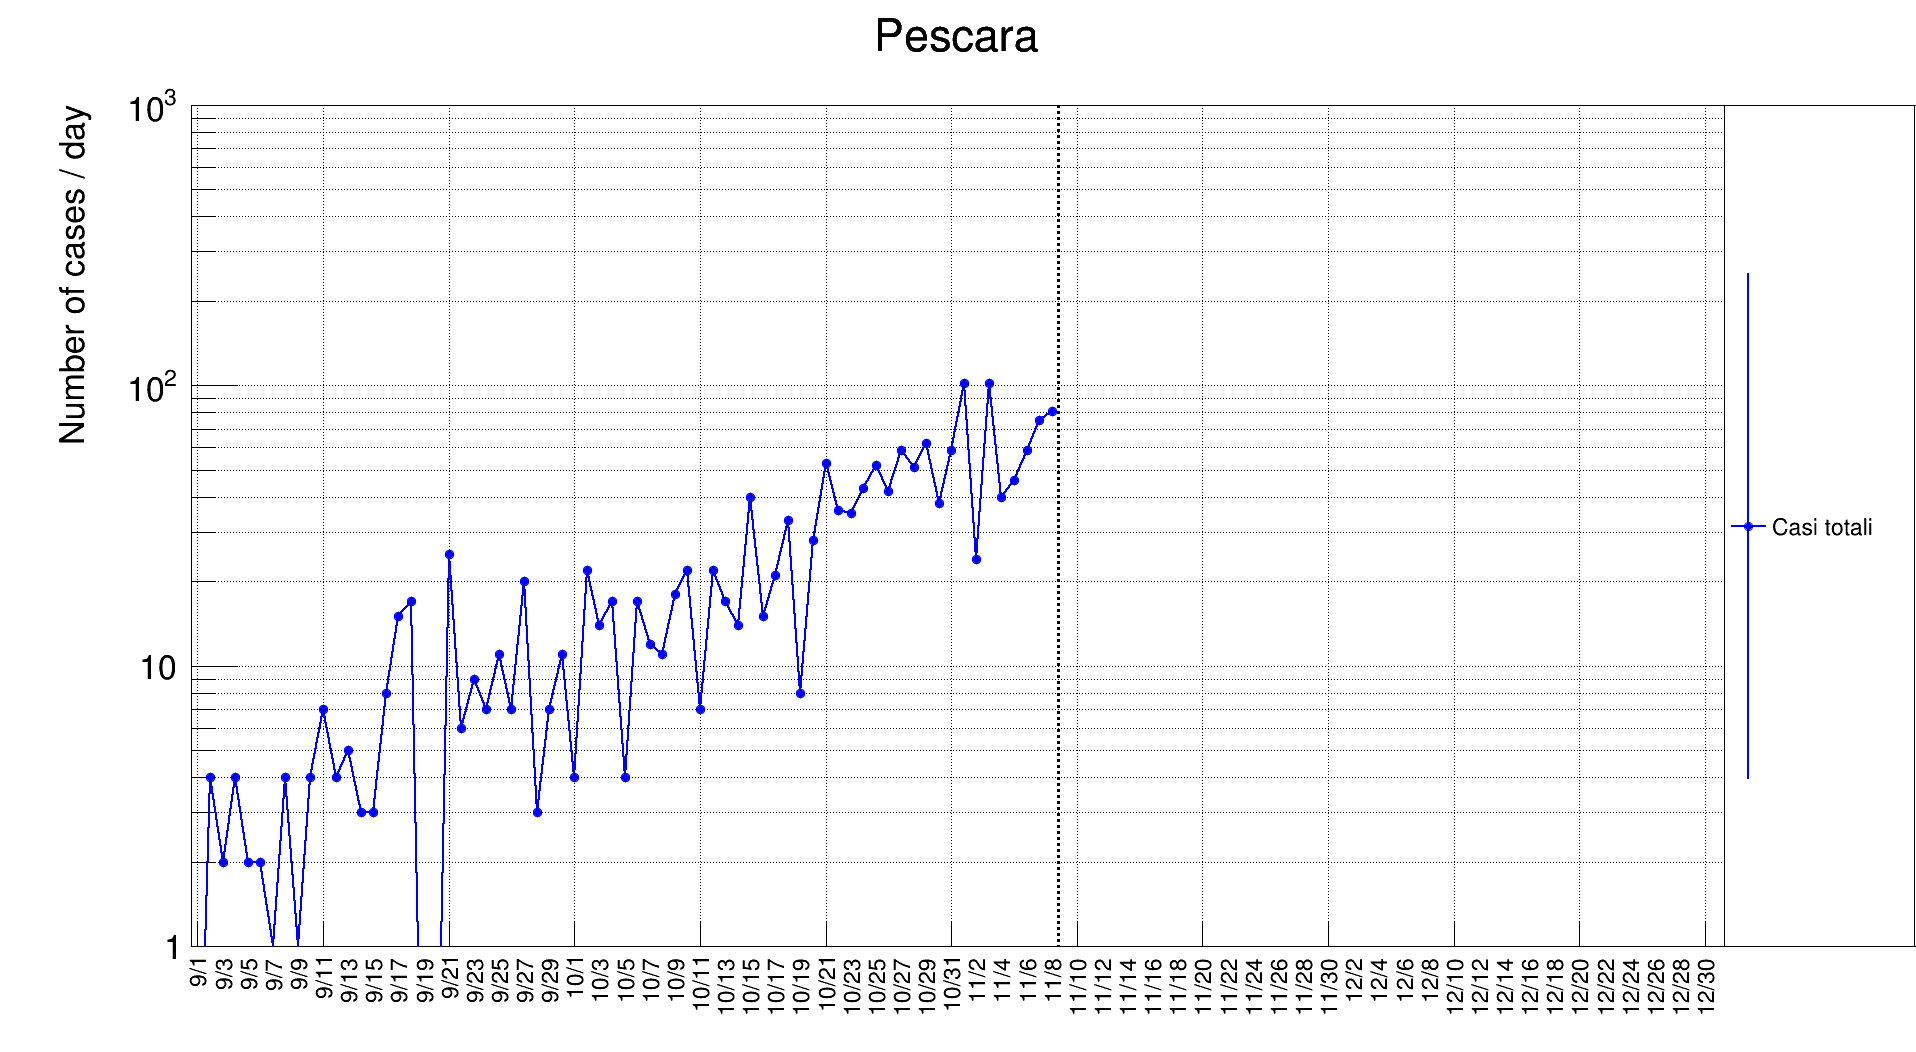 Pescara
Number of cases / day
10³
10²
10
1
9/1 9/3 9/5 9/7 9/9 9/11 9/13 9/15 9/17 9/19 9/21 9/23 9/25 9/27 9/29 10/1 10/3 10/5 10/7 10/9 10/11 10/13 10/15 10/17 10/19 10/21 10/23 10/25 10/27 10/29 10/31 11/2 11/4 11/6 11/8 11/10 11/12 11/14 11/16 11/18 11/20 11/22 11/24 11/26 11/28 11/30 12/2 12/4 12/6 12/8 12/10 12/12 12/14 12/16 12/18 12/20 12/22 12/24 12/26 12/28 12/30
Casi totali